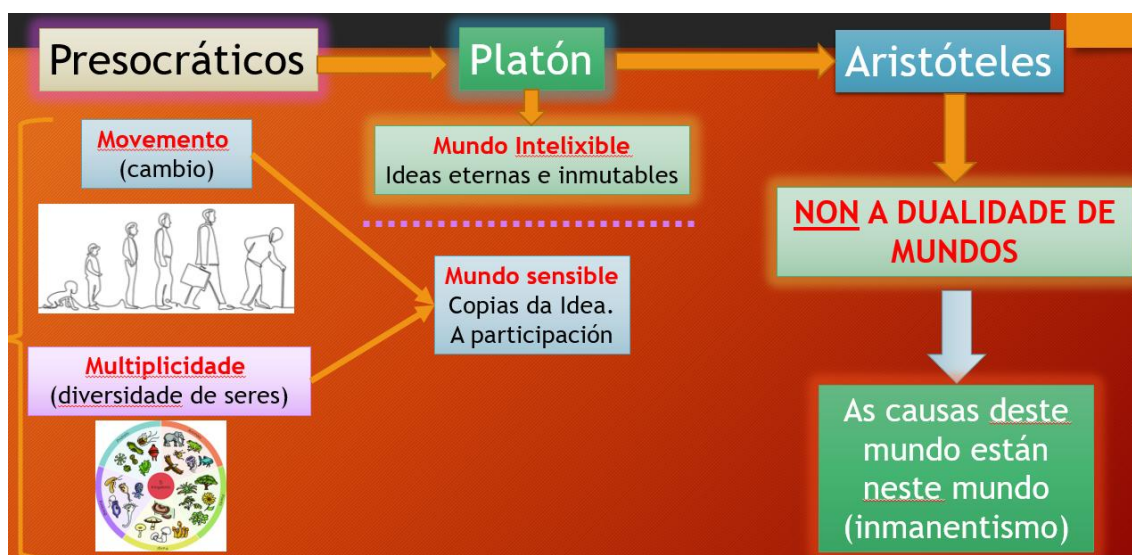 Presocráticos
Platón
Aristóteles
Movemento
(cambio)
Multiplicidade
(diversidade de seres)
Mundo Intelixible
Ideas eternas e inmutables
Mundo sensible
Copias da Idea.
A participación
NON A DUALIDADE DE
MUNDOS
As causas deste
mundo están
neste mundo
(inmanentismo)